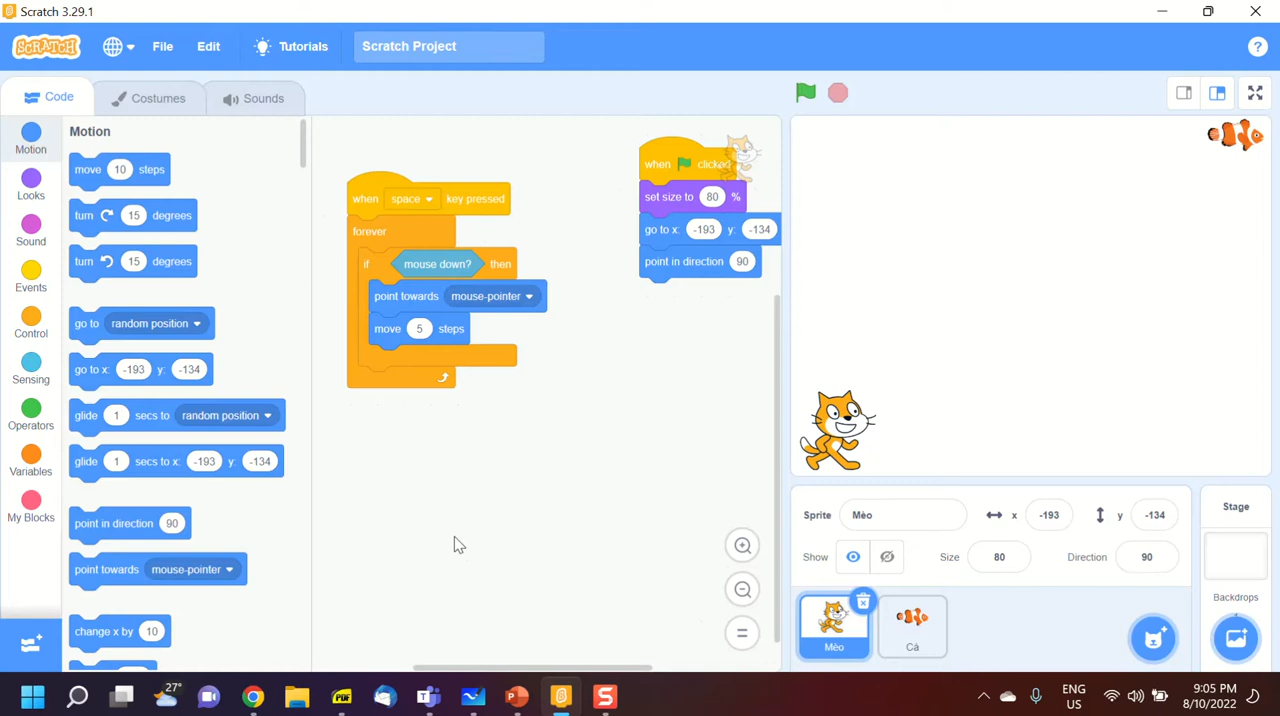 Scratch 3.29.1
SCRATCH File Edit Tutorials Scratch Project ?
Code Costumes Sounds
Motion
Looks
Sound
Events
Control
Sensing
Operators
Variables
My Blocks
Motion
move 10 steps
turn 15 degrees
turn 15 degrees
go to random position
go to x: -193 y: -134
glide 1 secs to random position
glide 1 secs to x: -193 y: -134
point in direction 90
point towards mouse-pointer
change x by 10
when space key pressed
forever
if mouse down? then
point towards mouse-pointer
move 5 steps
when clicked
set size to 80 %
go to x: -193 y: -134
point in direction 90
Sprite Mèo x -193 y -134
Show Size 80 Direction 90
Mèo
Cá
Stage
Backdrops
27°
PDF
ENG
US
9:05 PM
8/10/2022